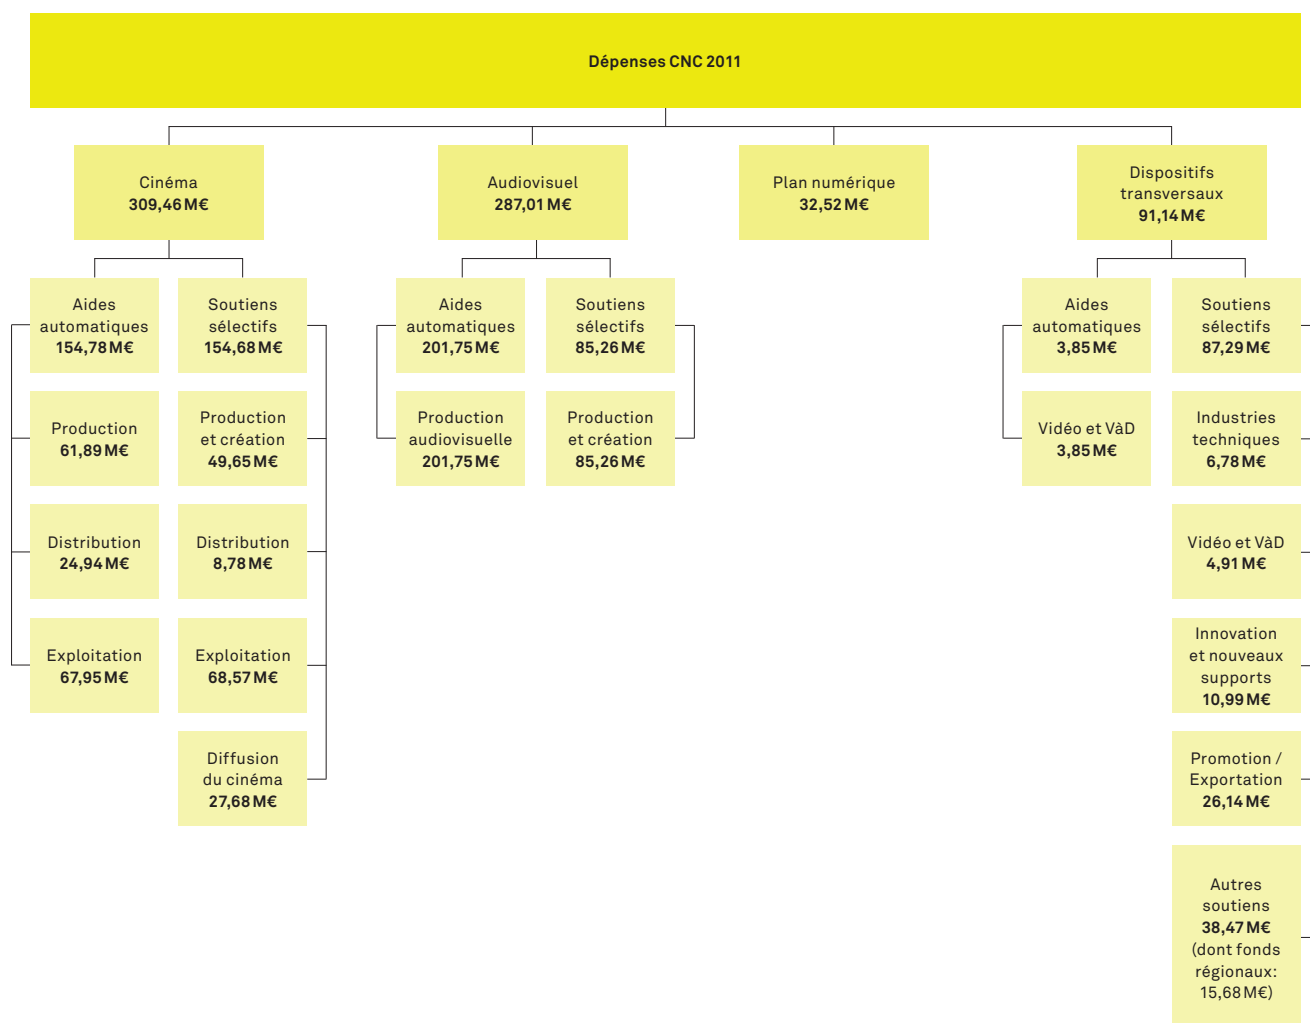 Dépenses CNC 2011
Cinéma
309,46 M€
Audiovisuel
287,01 M€
Plan numérique
32,52 M€
Dispositifs
transversaux
91,14 M€
Aides
automatiques
154,78 M€
Soutiens
sélectifs
154,68 M€
Aides
automatiques
201,75 M€
Soutiens
sélectifs
85,26 M€
Aides
automatiques
3,85 M€
Soutiens
sélectifs
87,29 M€
Production
61,89 M€
Production
et création
49,65 M€
Production
audiovisuelle
201,75 M€
Production
et création
85,26 M€
Vidéo et VàD
3,85 M€
Industries
techniques
6,78 M€
Distribution
24,94 M€
Distribution
8,78 M€
Vidéo et VàD
4,91 M€
Exploitation
67,95 M€
Exploitation
68,57 M€
Innovation
et nouveaux
supports
10,99 M€
Diffusion
du cinéma
27,68 M€
Promotion /
Exportation
26,14 M€
Autres
soutiens
38,47 M€
(dont fonds
régionaux:
15,68 M€)